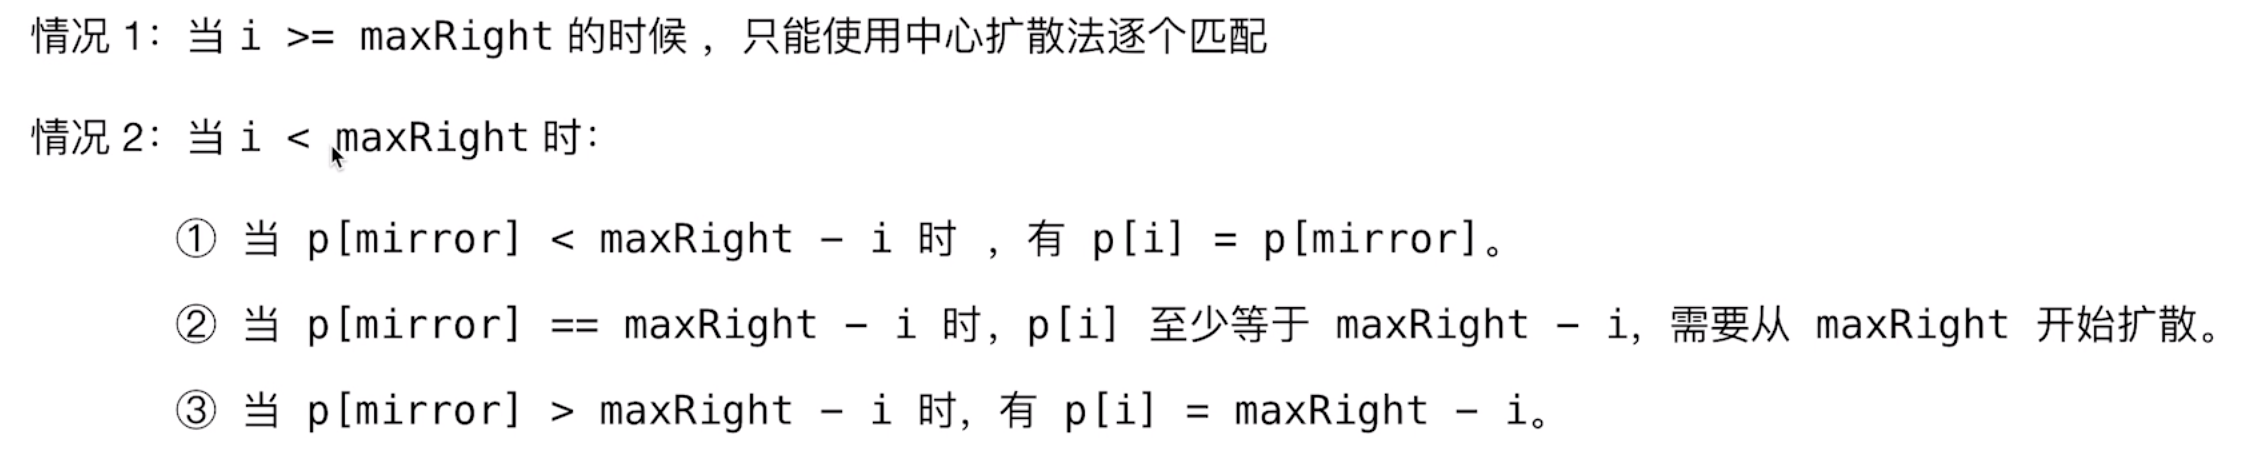 情况 1：当 i >= maxRight 的时候 ，只能使用中心扩散法逐个匹配
情况 2：当 i < maxRight 时：
① 当 p[mirror] < maxRight − i 时 ，有 p[i] = p[mirror]。
② 当 p[mirror] == maxRight − i 时，p[i] 至少等于 maxRight − i，需要从 maxRight 开始扩散。
③ 当 p[mirror] > maxRight − i 时，有 p[i] = maxRight − i。